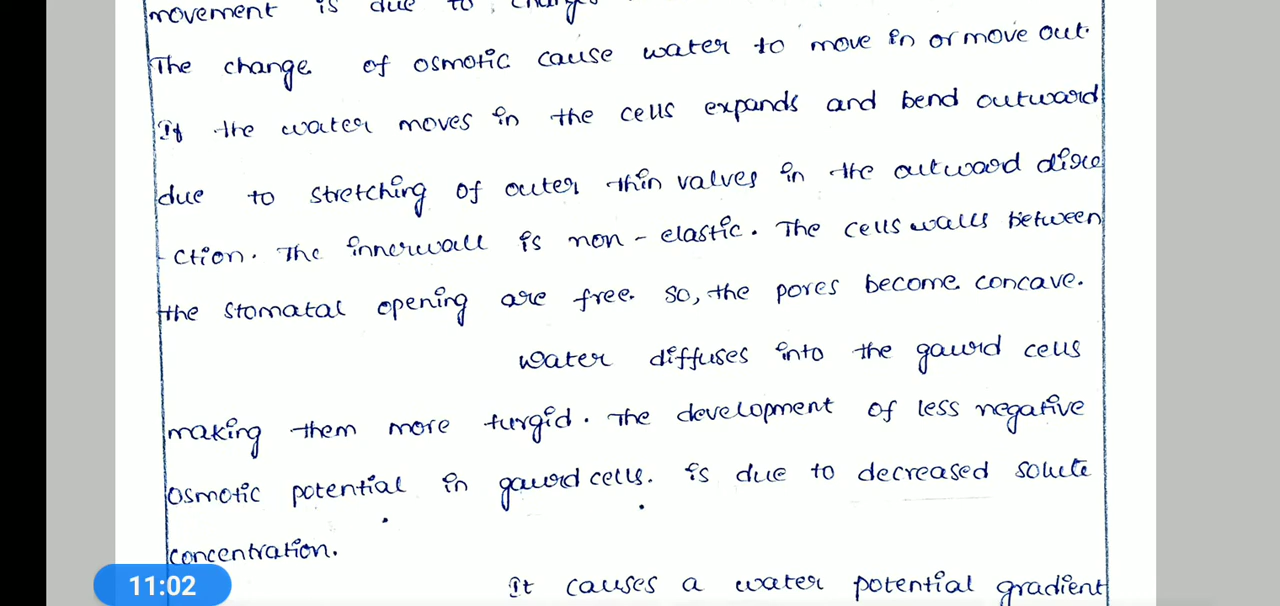 movement is due to
The change of osmotic cause water to move in or move out.
If the water moves in the cells expands and bend outward
due to stretching of outer thin valves in the outward dire
ction. The innerwall is non - elastic. The cells walls between
the stomatal opening are free. so, the pores become concave.
water diffuses into the gaurd cells
making them more turgid. The development of less negative
osmotic potential in gaurd cells. is due to decreased solute
concentration.
11:02
It causes a water potential gradient